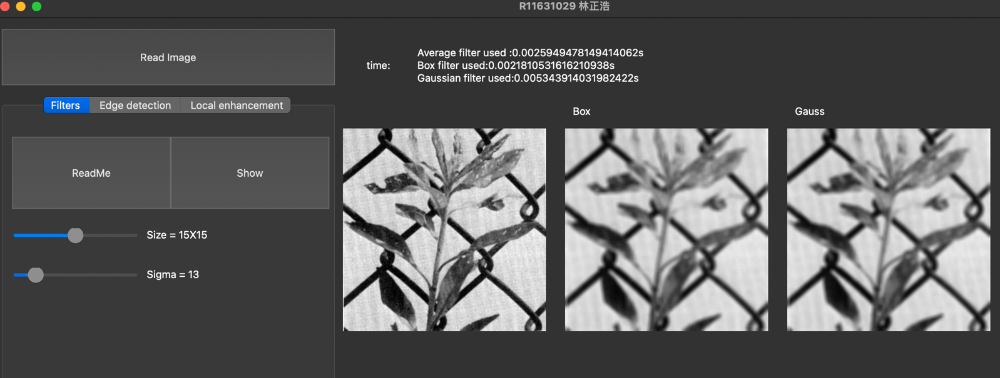 R11631029 林正浩
Read Image
time:
Average filter used :0.0025949478149414062s
Box filter used:0.0021810531616210938s
Gaussian filter used:0.005343914031982422s
Filters
Edge detection
Local enhancement
Box
Gauss
ReadMe
Show
Size = 15X15
Sigma = 13